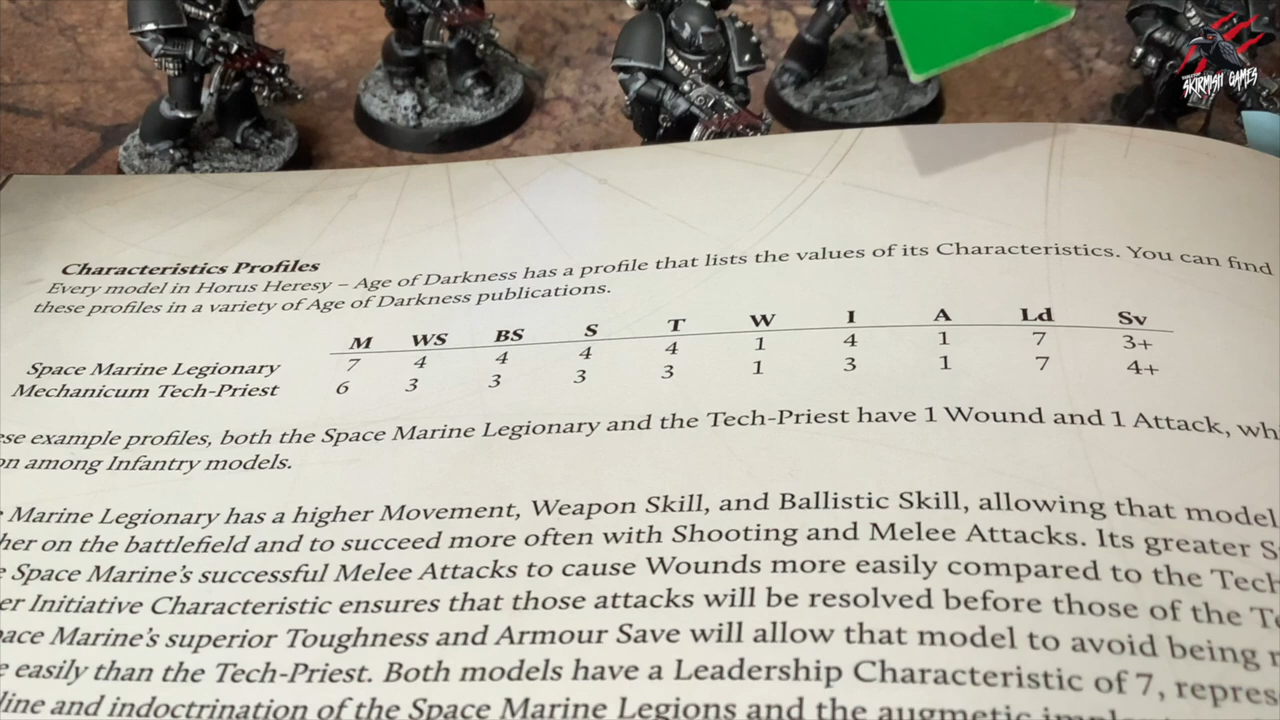 SKIRMISH GAMES
Characteristics Profiles
Every model in Horus Heresy – Age of Darkness has a profile that lists the values of its Characteristics. You can find
these profiles in a variety of Age of Darkness publications.
M WS BS S T W I A Ld Sv
Space Marine Legionary 7 4 4 4 4 1 4 1 7 3+
Mechanicum Tech-Priest 6 3 3 3 3 1 3 1 7 4+
ese example profiles, both the Space Marine Legionary and the Tech-Priest have 1 Wound and 1 Attack, whi
on among Infantry models.
Marine Legionary has a higher Movement, Weapon Skill, and Ballistic Skill, allowing that model
her on the battlefield and to succeed more often with Shooting and Melee Attacks. Its greater S
e Space Marine's successful Melee Attacks to cause Wounds more easily compared to the Tech
er Initiative Characteristic ensures that those attacks will be resolved before those of the Te
pace Marine's superior Toughness and Armour Save will allow that model to avoid being
e easily than the Tech-Priest. Both models have a Leadership Characteristic of 7, repres
line and indoctrination of the Space Marine Legions and the augmetic